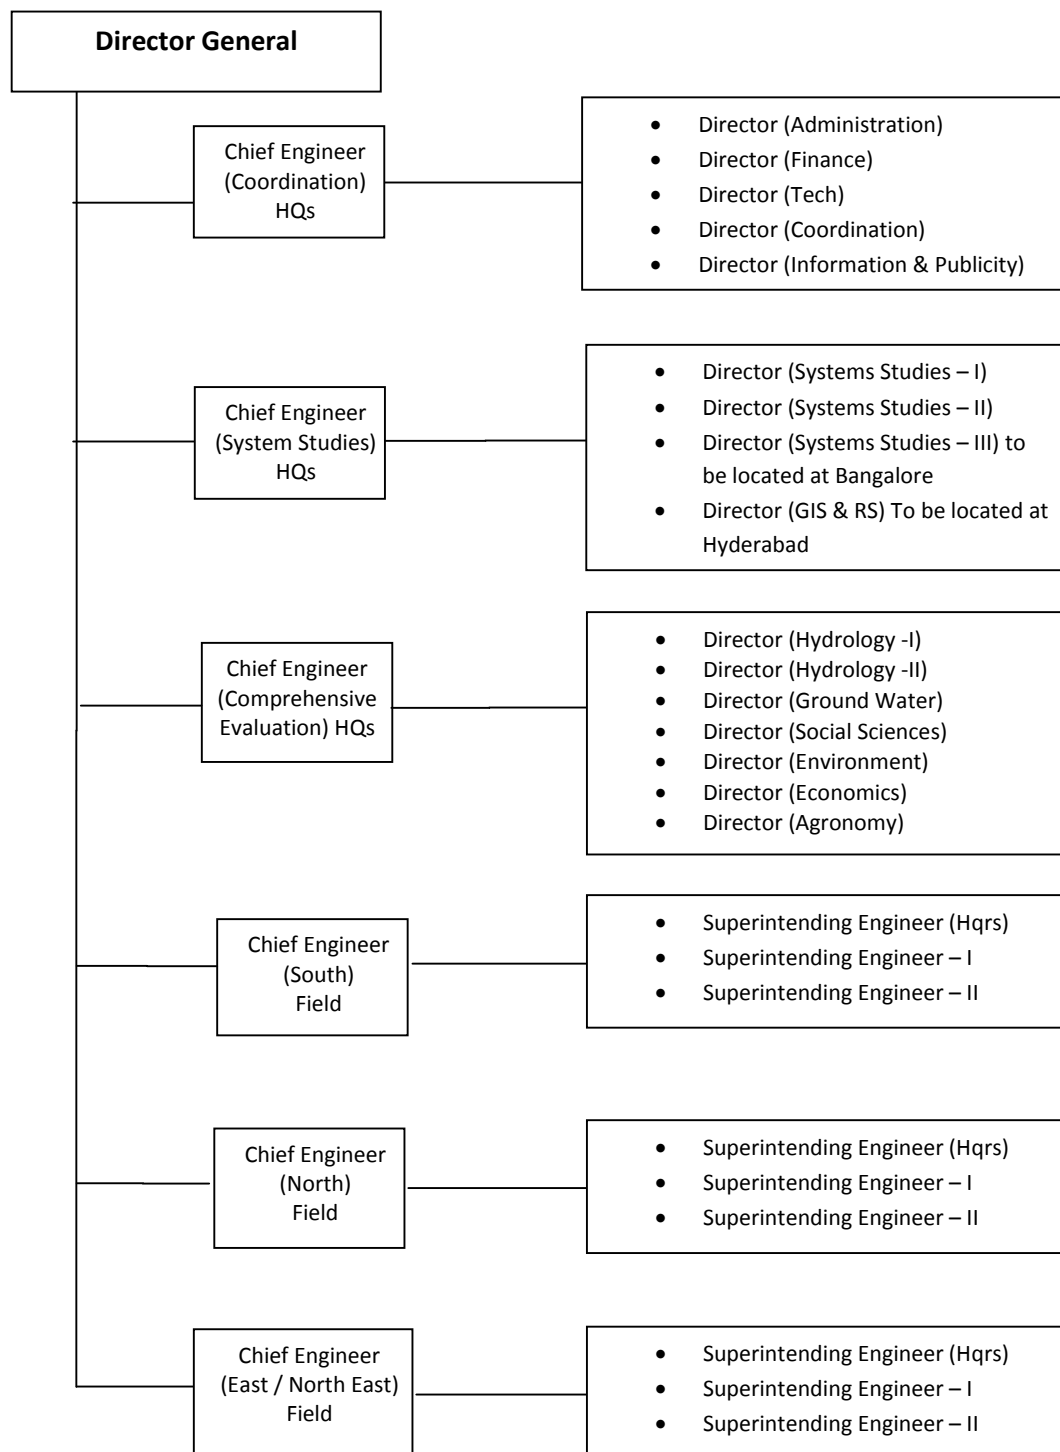 Director General
Chief Engineer
(Coordination)
HQs
• Director (Administration)
• Director (Finance)
• Director (Tech)
• Director (Coordination)
• Director (Information & Publicity)
Chief Engineer
(System Studies)
HQs
• Director (Systems Studies – I)
• Director (Systems Studies – II)
• Director (Systems Studies – III) to
be located at Bangalore
• Director (GIS & RS) To be located at
Hyderabad
Chief Engineer
(Comprehensive
Evaluation) HQs
• Director (Hydrology -I)
• Director (Hydrology -II)
• Director (Ground Water)
• Director (Social Sciences)
• Director (Environment)
• Director (Economics)
• Director (Agronomy)
Chief Engineer
(South)
Field
• Superintending Engineer (Hqrs)
• Superintending Engineer – I
• Superintending Engineer – II
Chief Engineer
(North)
Field
• Superintending Engineer (Hqrs)
• Superintending Engineer – I
• Superintending Engineer – II
Chief Engineer
(East / North East)
Field
• Superintending Engineer (Hqrs)
• Superintending Engineer – I
• Superintending Engineer – II